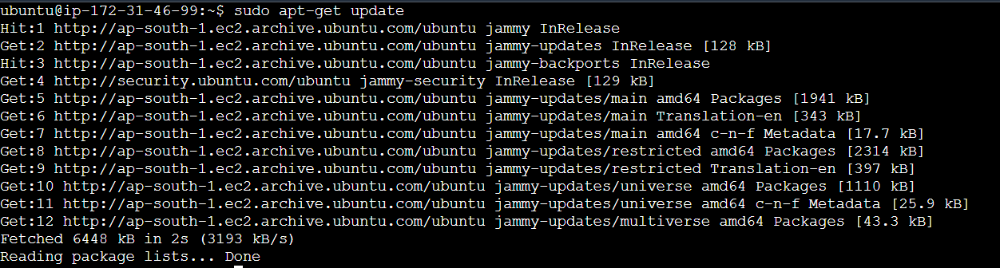 ubuntu@ip-172-31-46-99:~$ sudo apt-get update
Hit:1 http://ap-south-1.ec2.archive.ubuntu.com/ubuntu jammy InRelease
Get:2 http://ap-south-1.ec2.archive.ubuntu.com/ubuntu jammy-updates InRelease [128 kB]
Hit:3 http://ap-south-1.ec2.archive.ubuntu.com/ubuntu jammy-backports InRelease
Get:4 http://security.ubuntu.com/ubuntu jammy-security InRelease [129 kB]
Get:5 http://ap-south-1.ec2.archive.ubuntu.com/ubuntu jammy-updates/main amd64 Packages [1941 kB]
Get:6 http://ap-south-1.ec2.archive.ubuntu.com/ubuntu jammy-updates/main Translation-en [343 kB]
Get:7 http://ap-south-1.ec2.archive.ubuntu.com/ubuntu jammy-updates/main amd64 c-n-f Metadata [17.7 kB]
Get:8 http://ap-south-1.ec2.archive.ubuntu.com/ubuntu jammy-updates/restricted amd64 Packages [2314 kB]
Get:9 http://ap-south-1.ec2.archive.ubuntu.com/ubuntu jammy-updates/restricted Translation-en [397 kB]
Get:10 http://ap-south-1.ec2.archive.ubuntu.com/ubuntu jammy-updates/universe amd64 Packages [1110 kB]
Get:11 http://ap-south-1.ec2.archive.ubuntu.com/ubuntu jammy-updates/universe amd64 c-n-f Metadata [25.9 kB]
Get:12 http://ap-south-1.ec2.archive.ubuntu.com/ubuntu jammy-updates/multiverse amd64 Packages [43.3 kB]
Fetched 6448 kB in 2s (3193 kB/s)
Reading package lists... Done